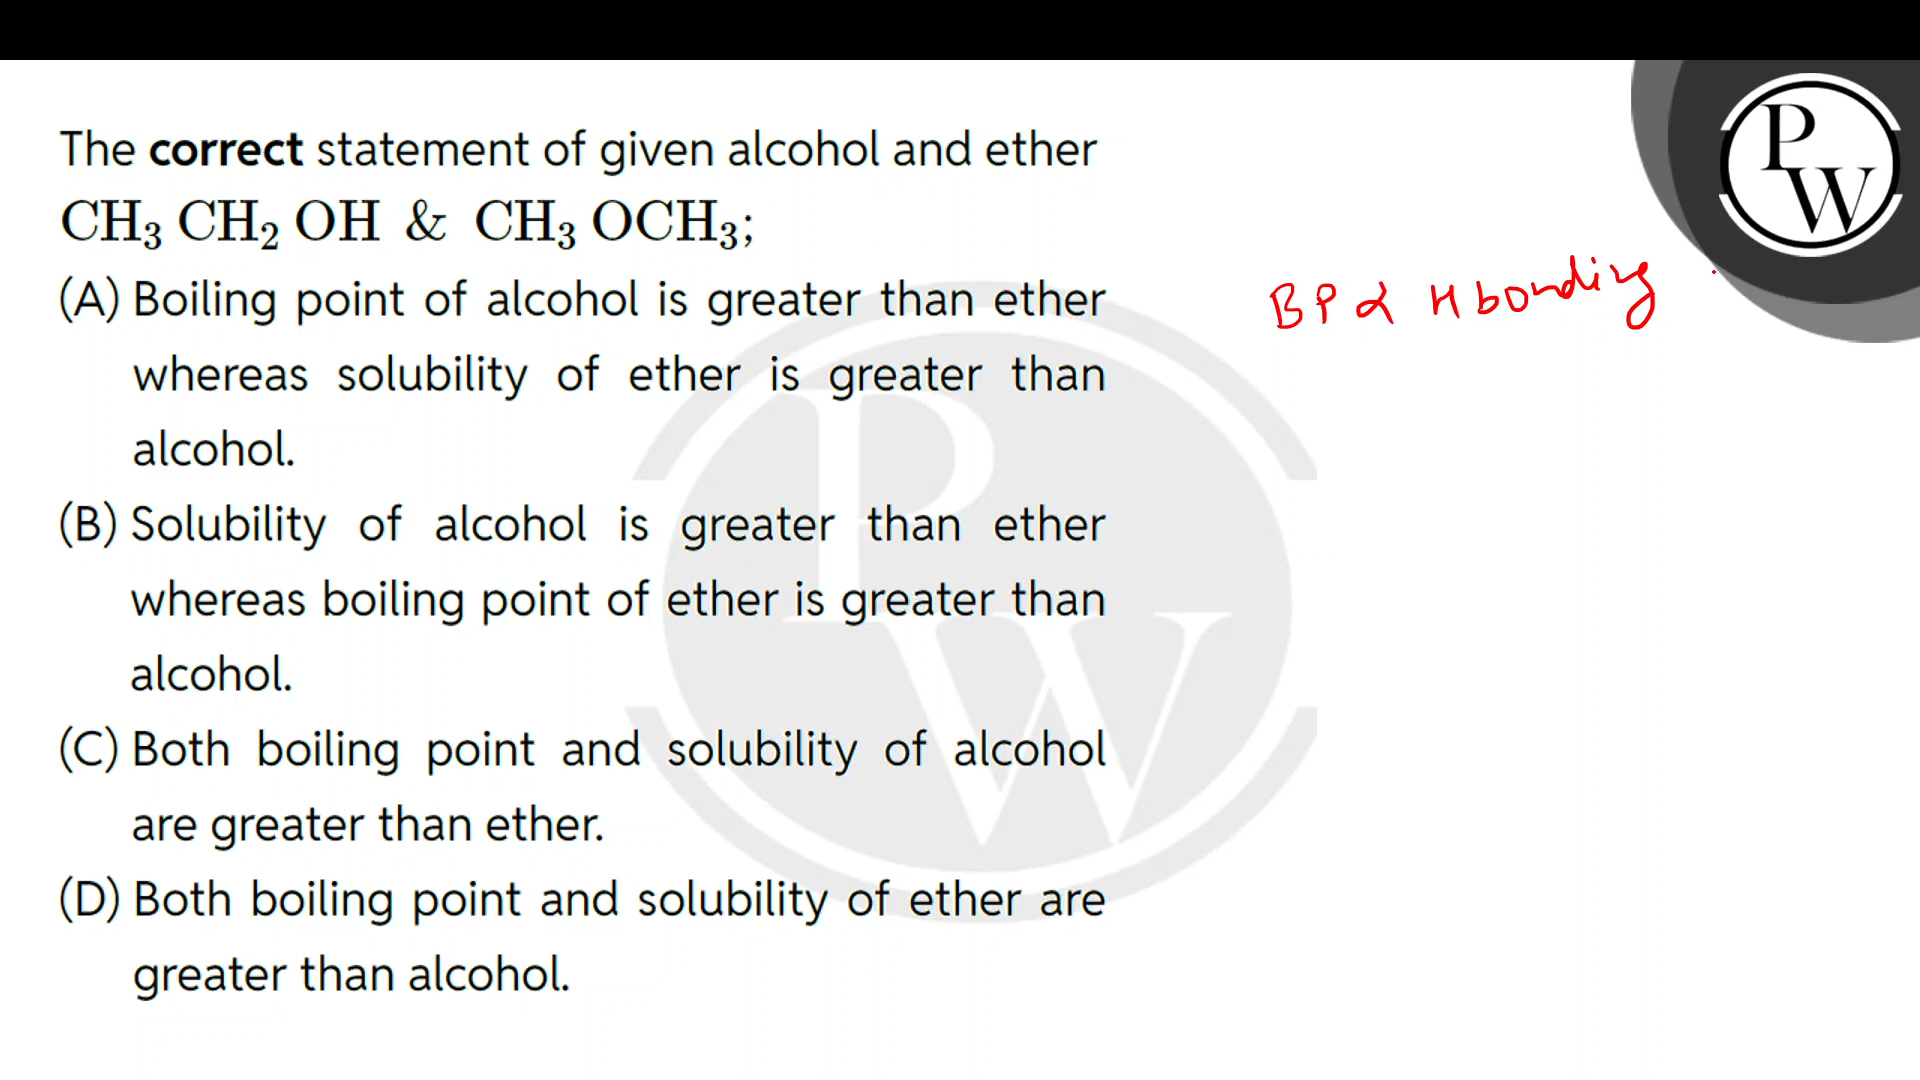 The correct statement of given alcohol and ether
CH₃ CH₂ OH & CH₃ OCH₃;
(A) Boiling point of alcohol is greater than ether
whereas solubility of ether is greater than
alcohol.
(B) Solubility of alcohol is greater than ether
whereas boiling point of ether is greater than
alcohol.
(C) Both boiling point and solubility of alcohol
are greater than ether.
(D) Both boiling point and solubility of ether are
greater than alcohol.
BP α H bonding
PW
PW